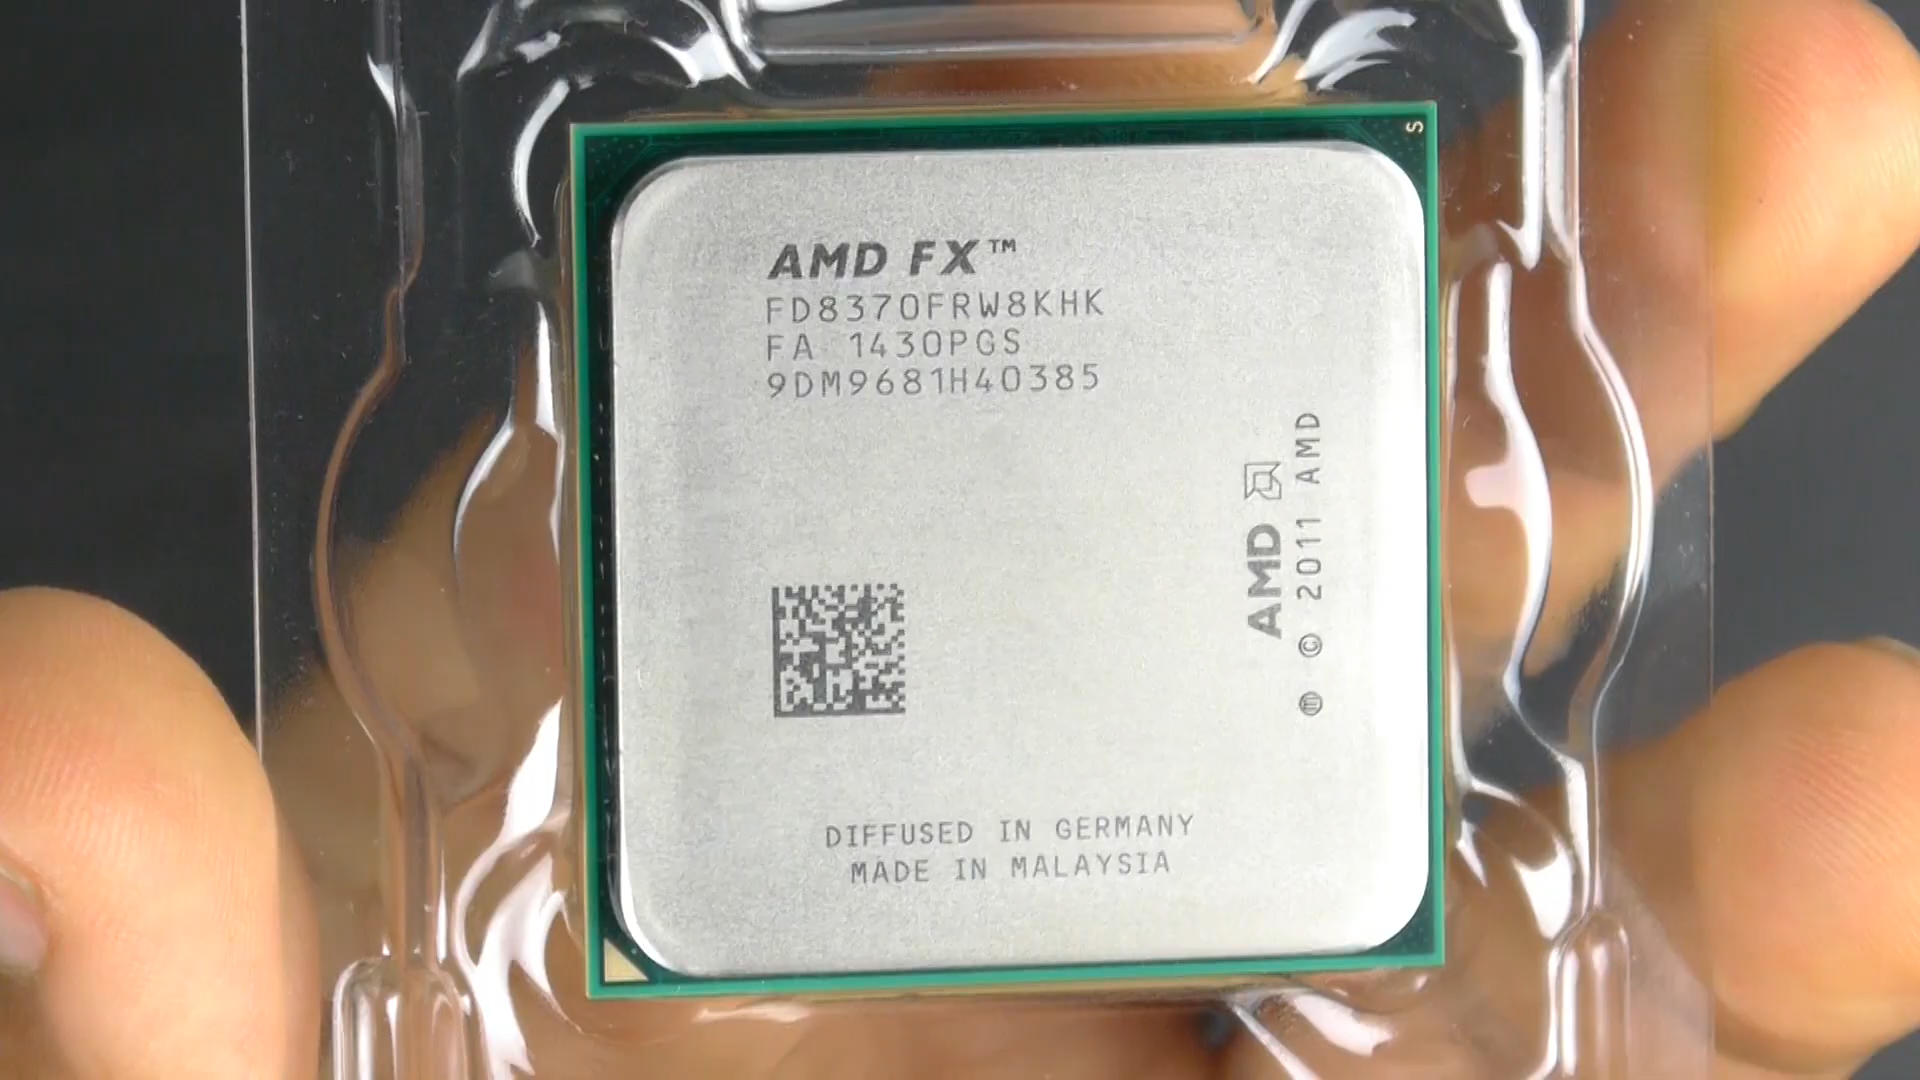 S
AMD FX™
FD8370FRW8KHK
FA 1430PGS
9DM9681H40385
AMD
ⓜ © 2011 AMD
DIFFUSED IN GERMANY
MADE IN MALAYSIA